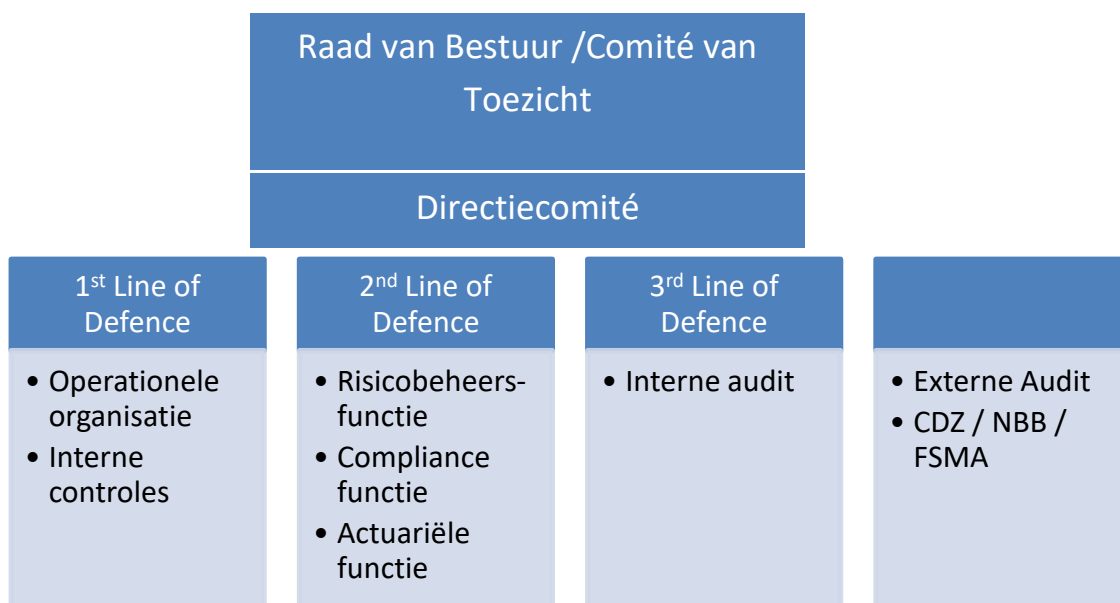 Raad van Bestuur /Comité van
Toezicht
Directiecomité
1st Line of
Defence
• Operationele
organisatie
• Interne
controles
2nd Line of
Defence
• Risicobeheers-
functie
• Compliance
functie
• Actuariële
functie
3rd Line of
Defence
• Interne audit
• Externe Audit
• CDZ / NBB /
FSMA